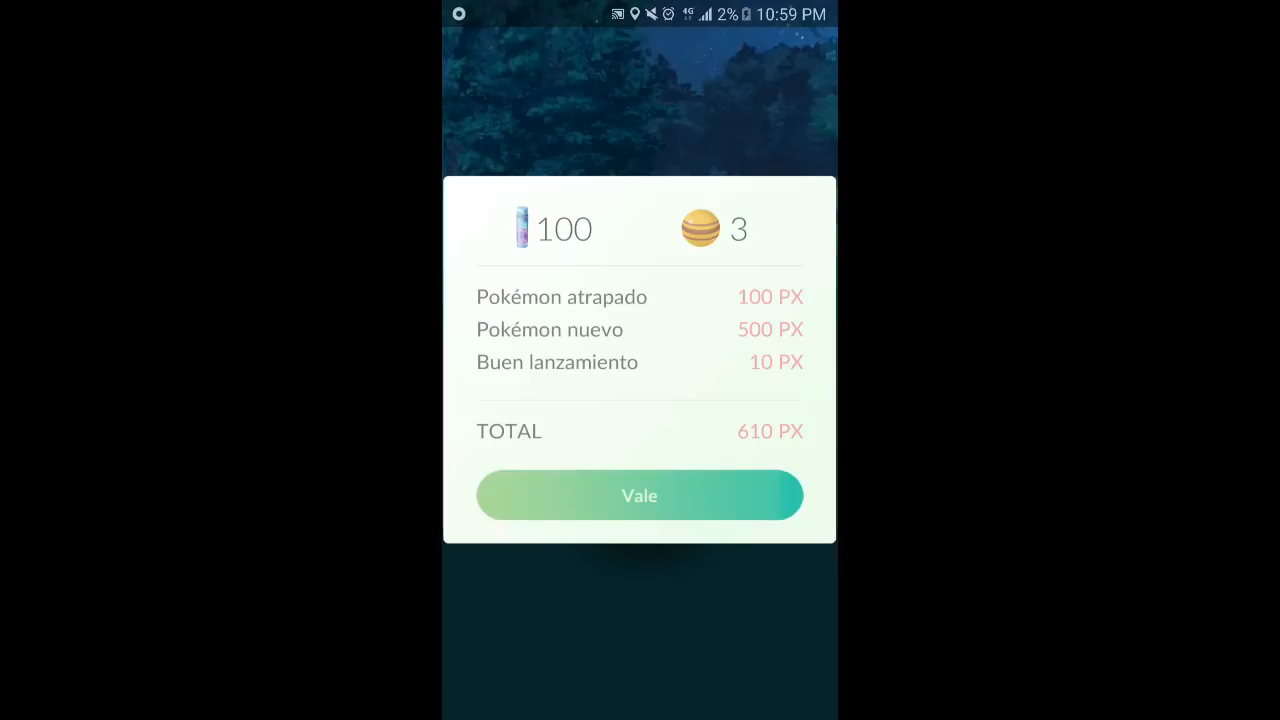 4G 2% 10:59 PM
100 3
Pokémon atrapado 100 PX
Pokémon nuevo 500 PX
Buen lanzamiento 10 PX
TOTAL 610 PX
Vale